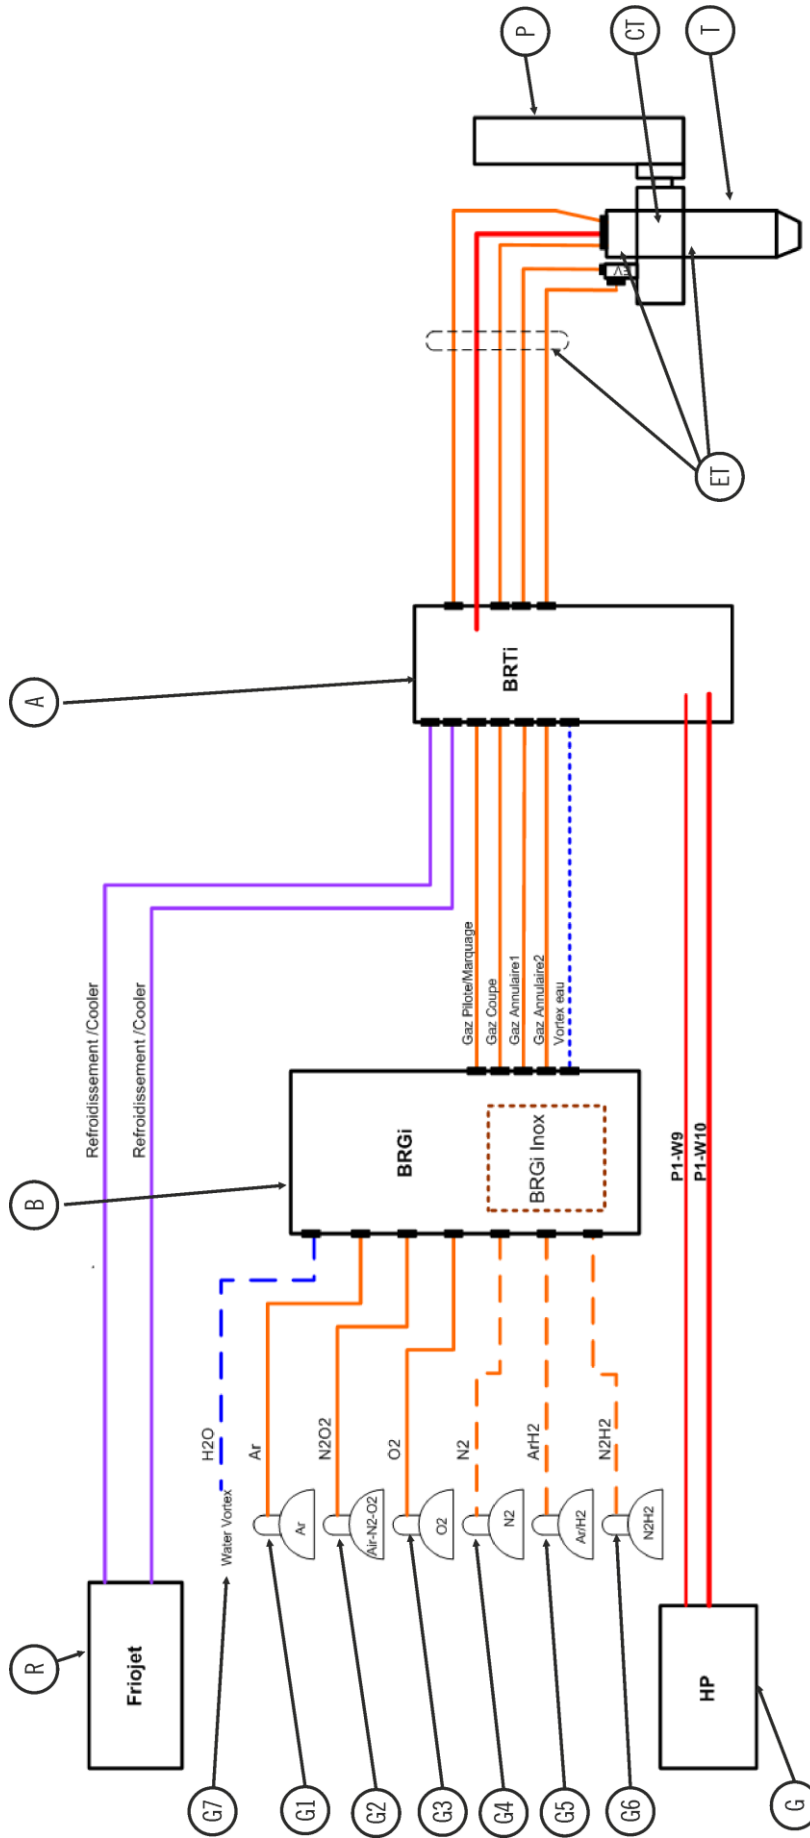 R
Friojet
Refroidissement /Cooler
Refroidissement /Cooler
G7
Water Vortex
H2O
G1
Ar
Ar
G2
Air-N2-O2
N2O2
G3
O2
O2
G4
N2
N2
G5
Ar/H2
ArH2
G6
N2H2
N2H2
G
HP
P1-W9
P1-W10
B
BRGi
BRGi Inox
Gaz Pilote/Marquage
Gaz Coupe
Gaz Annulaire1
Gaz Annulaire2
Vortex eau
A
BRTi
ET
P
CT
T